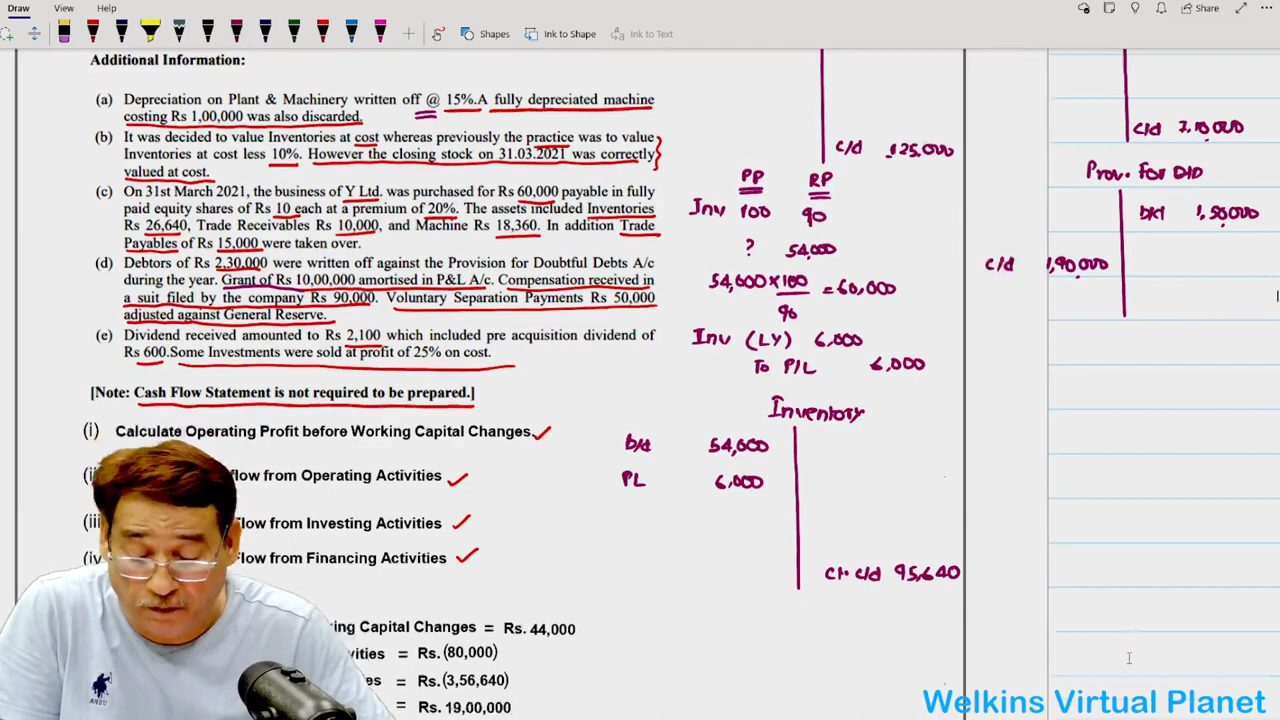 Draw Insert View Help
Share
Shapes Ink to Shape Ink to Text
Additional Information:
(a) Depreciation on Plant & Machinery written off @ 15%.A fully depreciated machine
costing Rs 1,00,000 was also discarded.
(b) It was decided to value Inventories at cost whereas previously the practice was to value
Inventories at cost less 10%. However the closing stock on 31.03.2021 was correctly
valued at cost.
(c) On 31st March 2021, the business of Y Ltd. was purchased for Rs 60,000 payable in fully
paid equity shares of Rs 10 each at a premium of 20%. The assets included Inventories
Rs 26,640, Trade Receivables Rs 10,000, and Machine Rs 18,360. In addition Trade
Payables of Rs 15,000 were taken over.
(d) Debtors of Rs 2,30,000 were written off against the Provision for Doubtful Debts A/c
during the year. Grant of Rs 10,00,000 amortised in P&L A/c. Compensation received in
a suit filed by the company Rs 90,000. Voluntary Separation Payments Rs 50,000
adjusted against General Reserve.
(e) Dividend received amounted to Rs 2,100 which included pre acquisition dividend of
Rs 600.Some Investments were sold at profit of 25% on cost.
[Note: Cash Flow Statement is not required to be prepared.]
(i) Calculate Operating Profit before Working Capital Changes.
flow from Operating Activities
(iii Flow from Investing Activities
(iv Flow from Financing Activities
king Capital Changes = Rs. 44,000
vities = Rs. (80,000)
es = Rs. (3,56,640)
= Rs. 19,00,000
c/d 125,000
PP RP
Inv 100 90
? 54,000
54,000 x 100 = 60,000
90
Inv (LY) 6,000
To P/L 6,000
Inventory
b/d 54,000
PL 6,000
c/d 95,640
c/d
Prov. For D/D
b/d 1,50,000
c/d 1,90,000
Welkins Virtual Planet